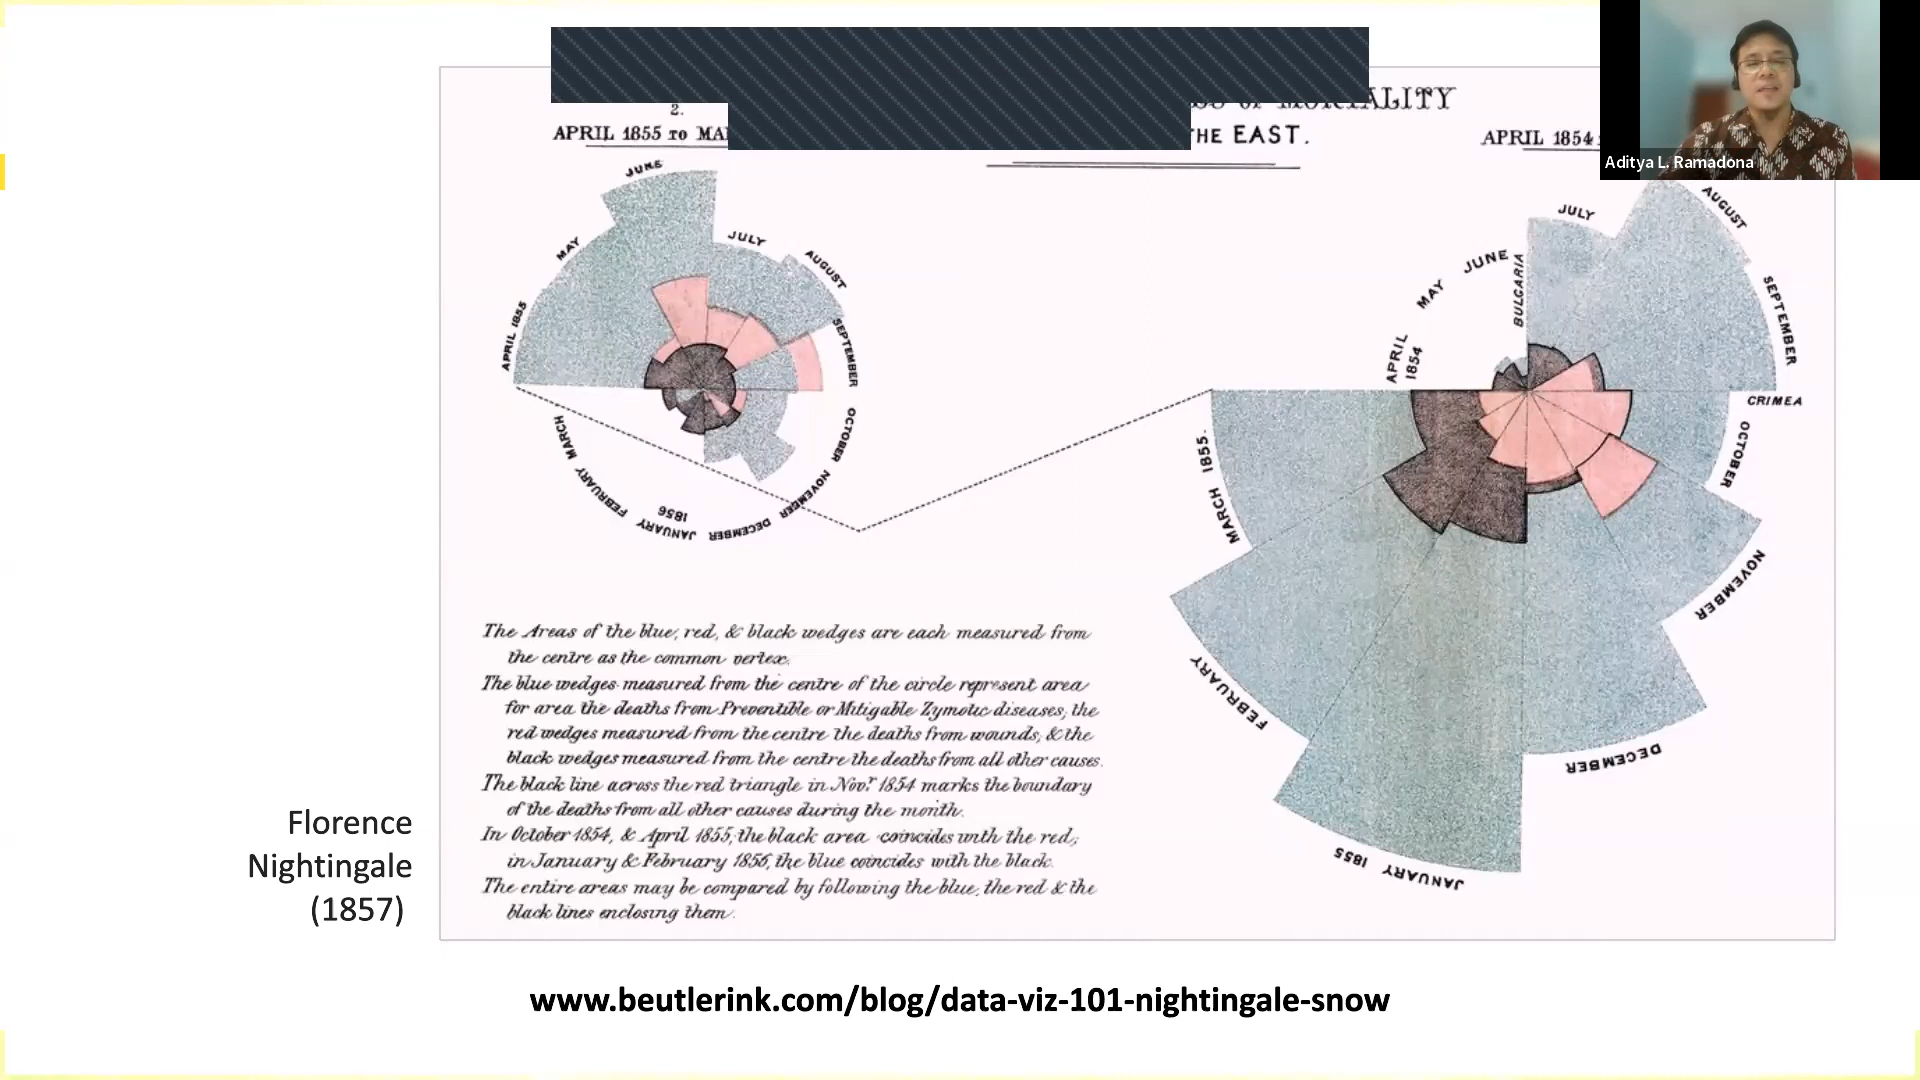 2.
APRIL 1855 TO
MORTALITY
THE EAST.
APRIL 1854
Aditya L. Ramadona
APRIL 1855
MAY
JUNE
JULY
AUGUST
SEPTEMBER
OCTOBER
NOVEMBER
DECEMBER
JANUARY 1856
FEBRUARY
MARCH
APRIL 1854
MAY
JUNE
BULGARIA
JULY
AUGUST
SEPTEMBER
CRIMEA
OCTOBER
NOVEMBER
DECEMBER
JANUARY 1855
FEBRUARY
MARCH 1855.
The Areas of the blue, red, & black wedges are each measured from
the centre as the common vertex.
The blue wedges measured from the centre of the circle represent area
for area the deaths from Preventible or Mitigable Zymotic diseases; the
red wedges measured from the centre the deaths from wounds; & the
black wedges measured from the centre the deaths from all other causes.
The black line across the red triangle in Nov.r 1854 marks the boundary
of the deaths from all other causes during the month.
In October 1854, & April 1855, the black area coincides with the red;
in January & February 1856, the blue coincides with the black.
The entire areas may be compared by following the blue, the red & the
black lines enclosing them.
Florence
Nightingale
(1857)
www.beutlerink.com/blog/data-viz-101-nightingale-snow